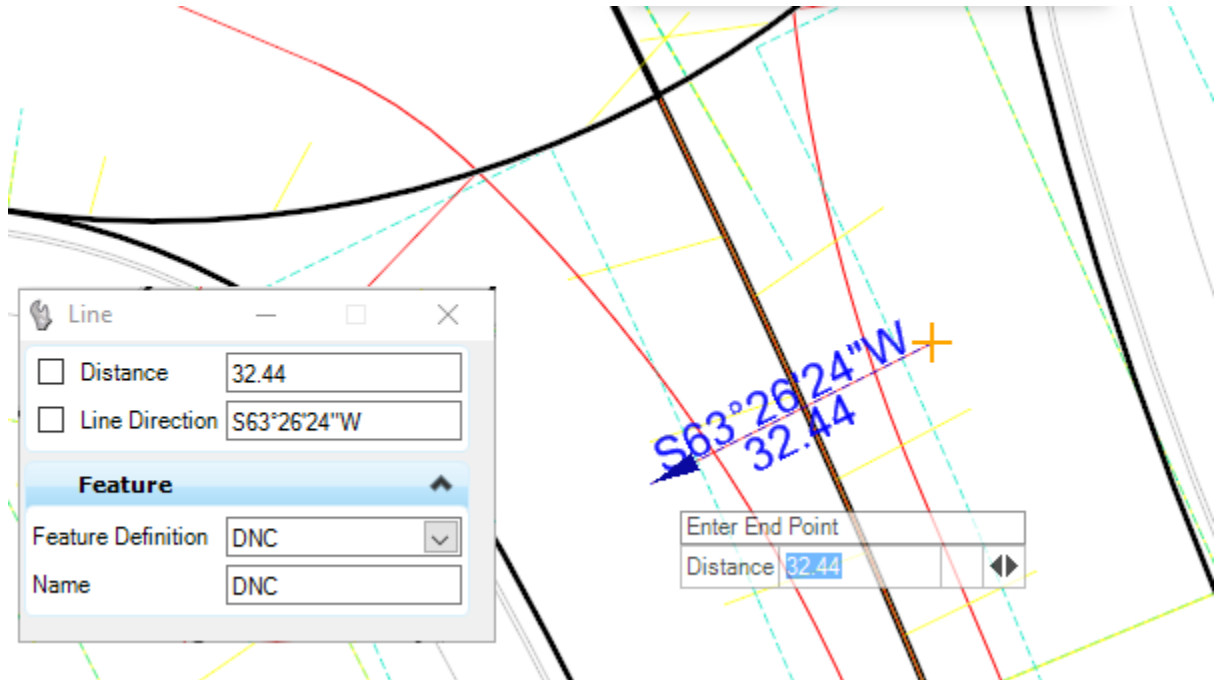 Line
Distance 32.44
Line Direction S63°26'24"W
Feature
Feature Definition DNC
Name DNC
S63°26'24"W
32.44
Enter End Point
Distance 32.44